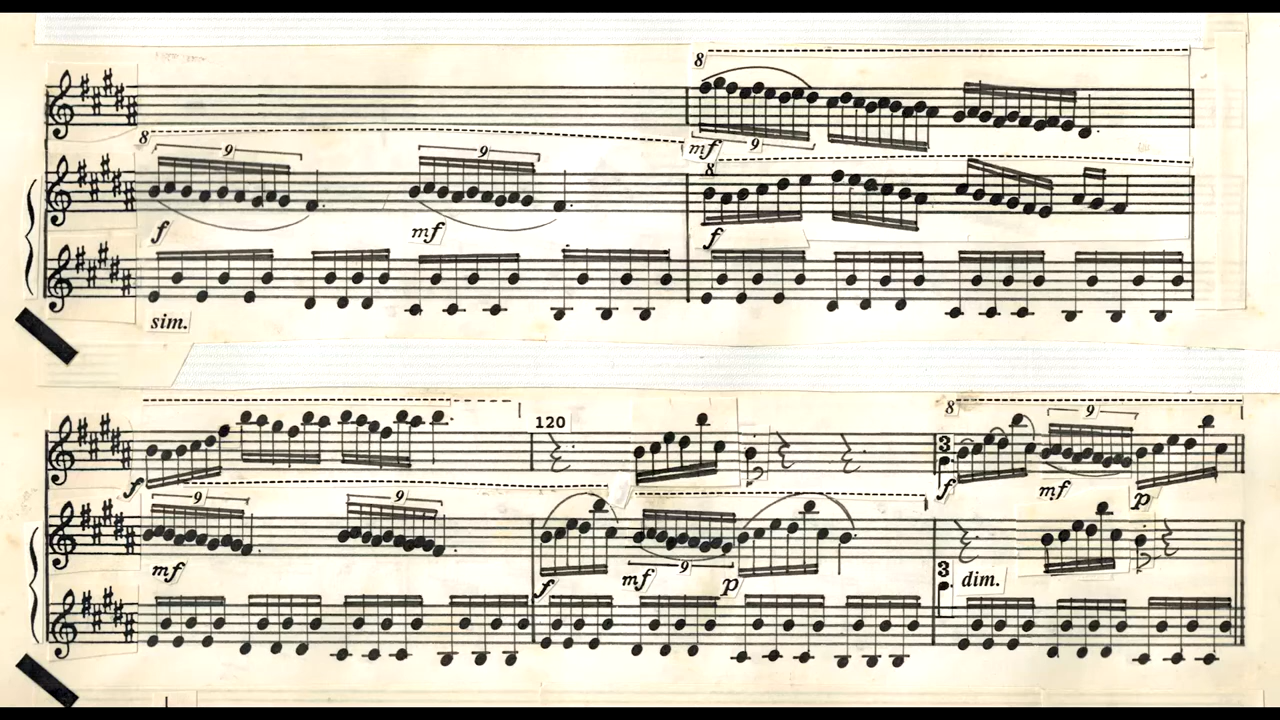 8
mf 9
8 9 9
f mf
8
f
sim.
120
f
8 9
f mf p
9 9
mf
f mf 9 p
3
3
dim.